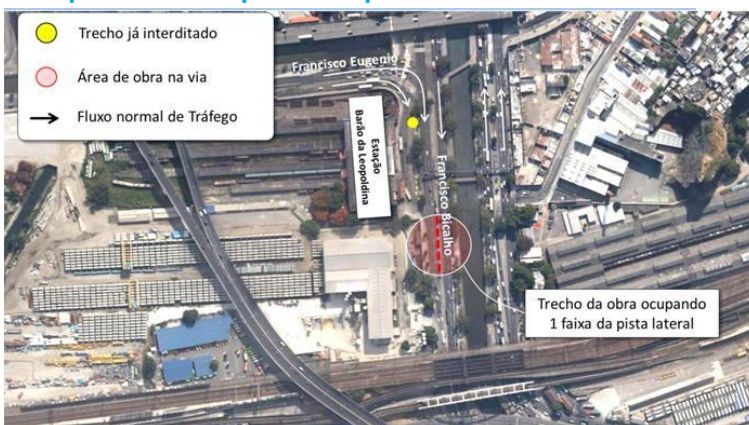 Trecho já interditado
Área de obra na via
Fluxo normal de Tráfego
Francisco Eugenio
Estação
Barão da Leopoldina
Francisco Bicalho
Trecho da obra ocupando
1 faixa da pista lateral